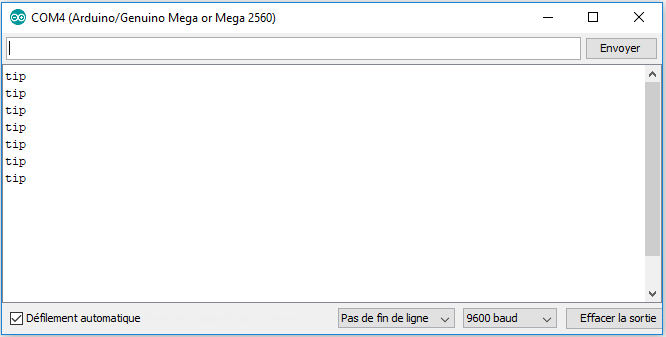 COM4 (Arduino/Genuino Mega or Mega 2560)
Envoyer
tip
tip
tip
tip
tip
tip
tip
Défilement automatique
Pas de fin de ligne
9600 baud
Effacer la sortie